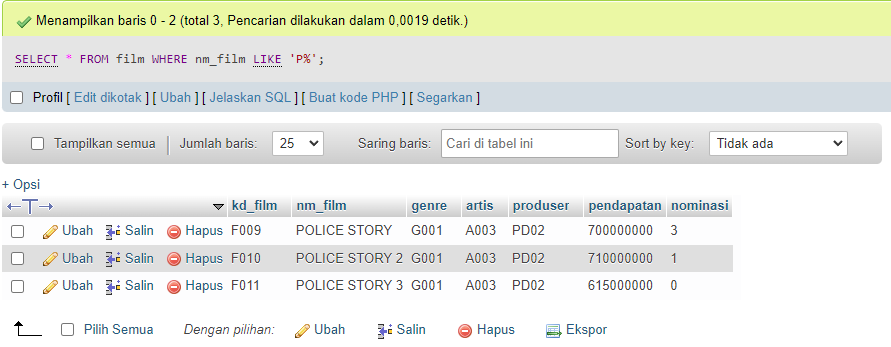 Menampilkan baris 0 - 2 (total 3, Pencarian dilakukan dalam 0,0019 detik.)
SELECT * FROM film WHERE nm_film LIKE 'P%';
Profil [ Edit dikotak ] [ Ubah ] [ Jelaskan SQL ] [ Buat kode PHP ] [ Segarkan ]
Tampilkan semua Jumlah baris: 25 Saring baris: Cari di tabel ini Sort by key: Tidak ada
+ Opsi
←T→ kd_film nm_film genre artis produser pendapatan nominasi
Ubah Salin Hapus F009 POLICE STORY G001 A003 PD02 700000000 3
Ubah Salin Hapus F010 POLICE STORY 2 G001 A003 PD02 710000000 1
Ubah Salin Hapus F011 POLICE STORY 3 G001 A003 PD02 615000000 0
Pilih Semua Dengan pilihan: Ubah Salin Hapus Ekspor